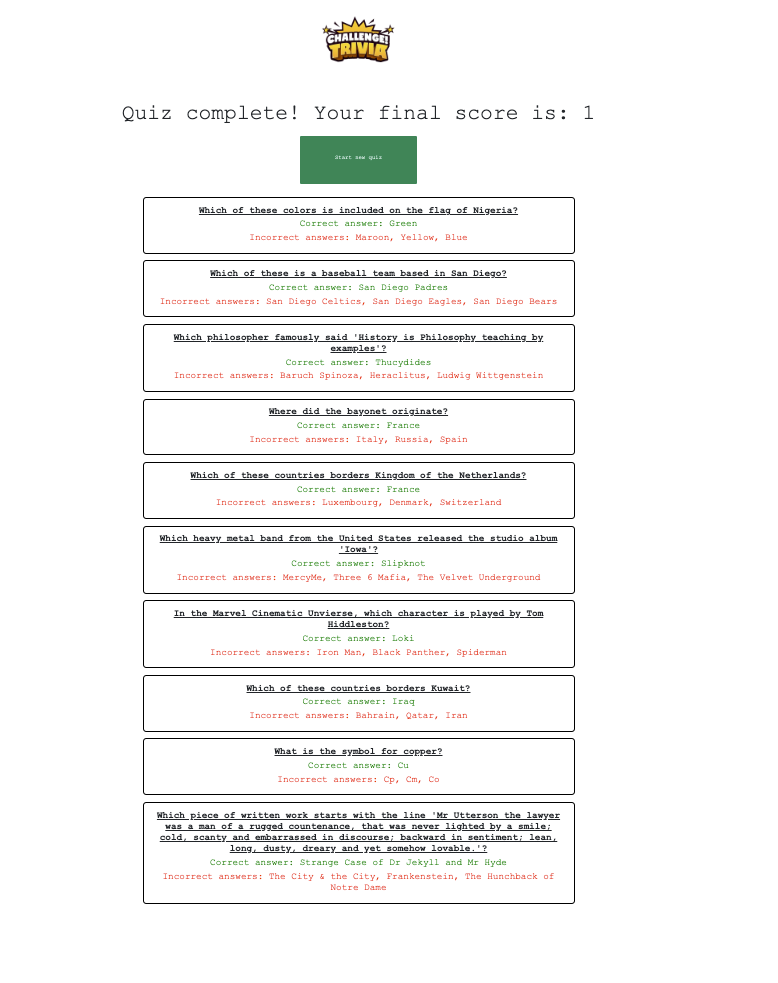 CHALLENGE!
TRIVIA
Quiz complete! Your final score is: 1
Start new quiz
Which of these colors is included on the flag of Nigeria?
Correct answer: Green
Incorrect answers: Maroon, Yellow, Blue
Which of these is a baseball team based in San Diego?
Correct answer: San Diego Padres
Incorrect answers: San Diego Celtics, San Diego Eagles, San Diego Bears
Which philosopher famously said 'History is Philosophy teaching by
examples'?
Correct answer: Thucydides
Incorrect answers: Baruch Spinoza, Heraclitus, Ludwig Wittgenstein
Where did the bayonet originate?
Correct answer: France
Incorrect answers: Italy, Russia, Spain
Which of these countries borders Kingdom of the Netherlands?
Correct answer: France
Incorrect answers: Luxembourg, Denmark, Switzerland
Which heavy metal band from the United States released the studio album
'Iowa'?
Correct answer: Slipknot
Incorrect answers: MercyMe, Three 6 Mafia, The Velvet Underground
In the Marvel Cinematic Unvierse, which character is played by Tom
Hiddleston?
Correct answer: Loki
Incorrect answers: Iron Man, Black Panther, Spiderman
Which of these countries borders Kuwait?
Correct answer: Iraq
Incorrect answers: Bahrain, Qatar, Iran
What is the symbol for copper?
Correct answer: Cu
Incorrect answers: Cp, Cm, Co
Which piece of written work starts with the line 'Mr Utterson the lawyer
was a man of a rugged countenance, that was never lighted by a smile;
cold, scanty and embarrassed in discourse; backward in sentiment; lean,
long, dusty, dreary and yet somehow lovable.'?
Correct answer: Strange Case of Dr Jekyll and Mr Hyde
Incorrect answers: The City & the City, Frankenstein, The Hunchback of
Notre Dame